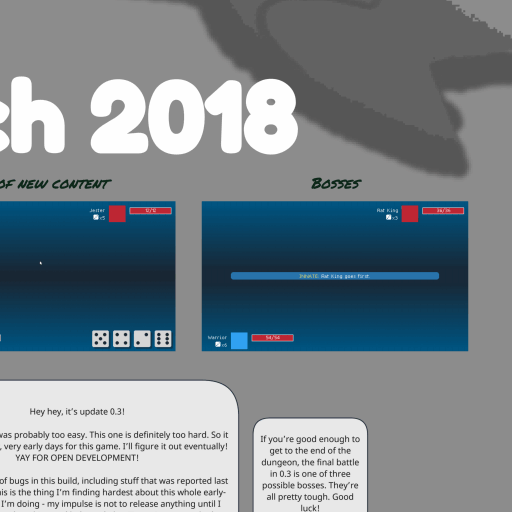 ch 2018
OF NEW CONTENT
BOSSES
Jester
x5
12/12
Rat King
x3
36/36
INNATE: Rat King goes first
Warrior
x6
54/54
Hey hey, it's update 0.3!
was probably too easy. This one is definitely too hard. So it
, very early days for this game. I'll figure it out eventually!
YAY FOR OPEN DEVELOPMENT!
of bugs in this build, including stuff that was reported last
his is the thing I'm finding hardest about this whole early-
I'm doing - my impulse is not to release anything until I
If you're good enough to
get to the end of the
dungeon, the final battle
in 0.3 is one of three
possible bosses. They're
all pretty tough. Good
luck!